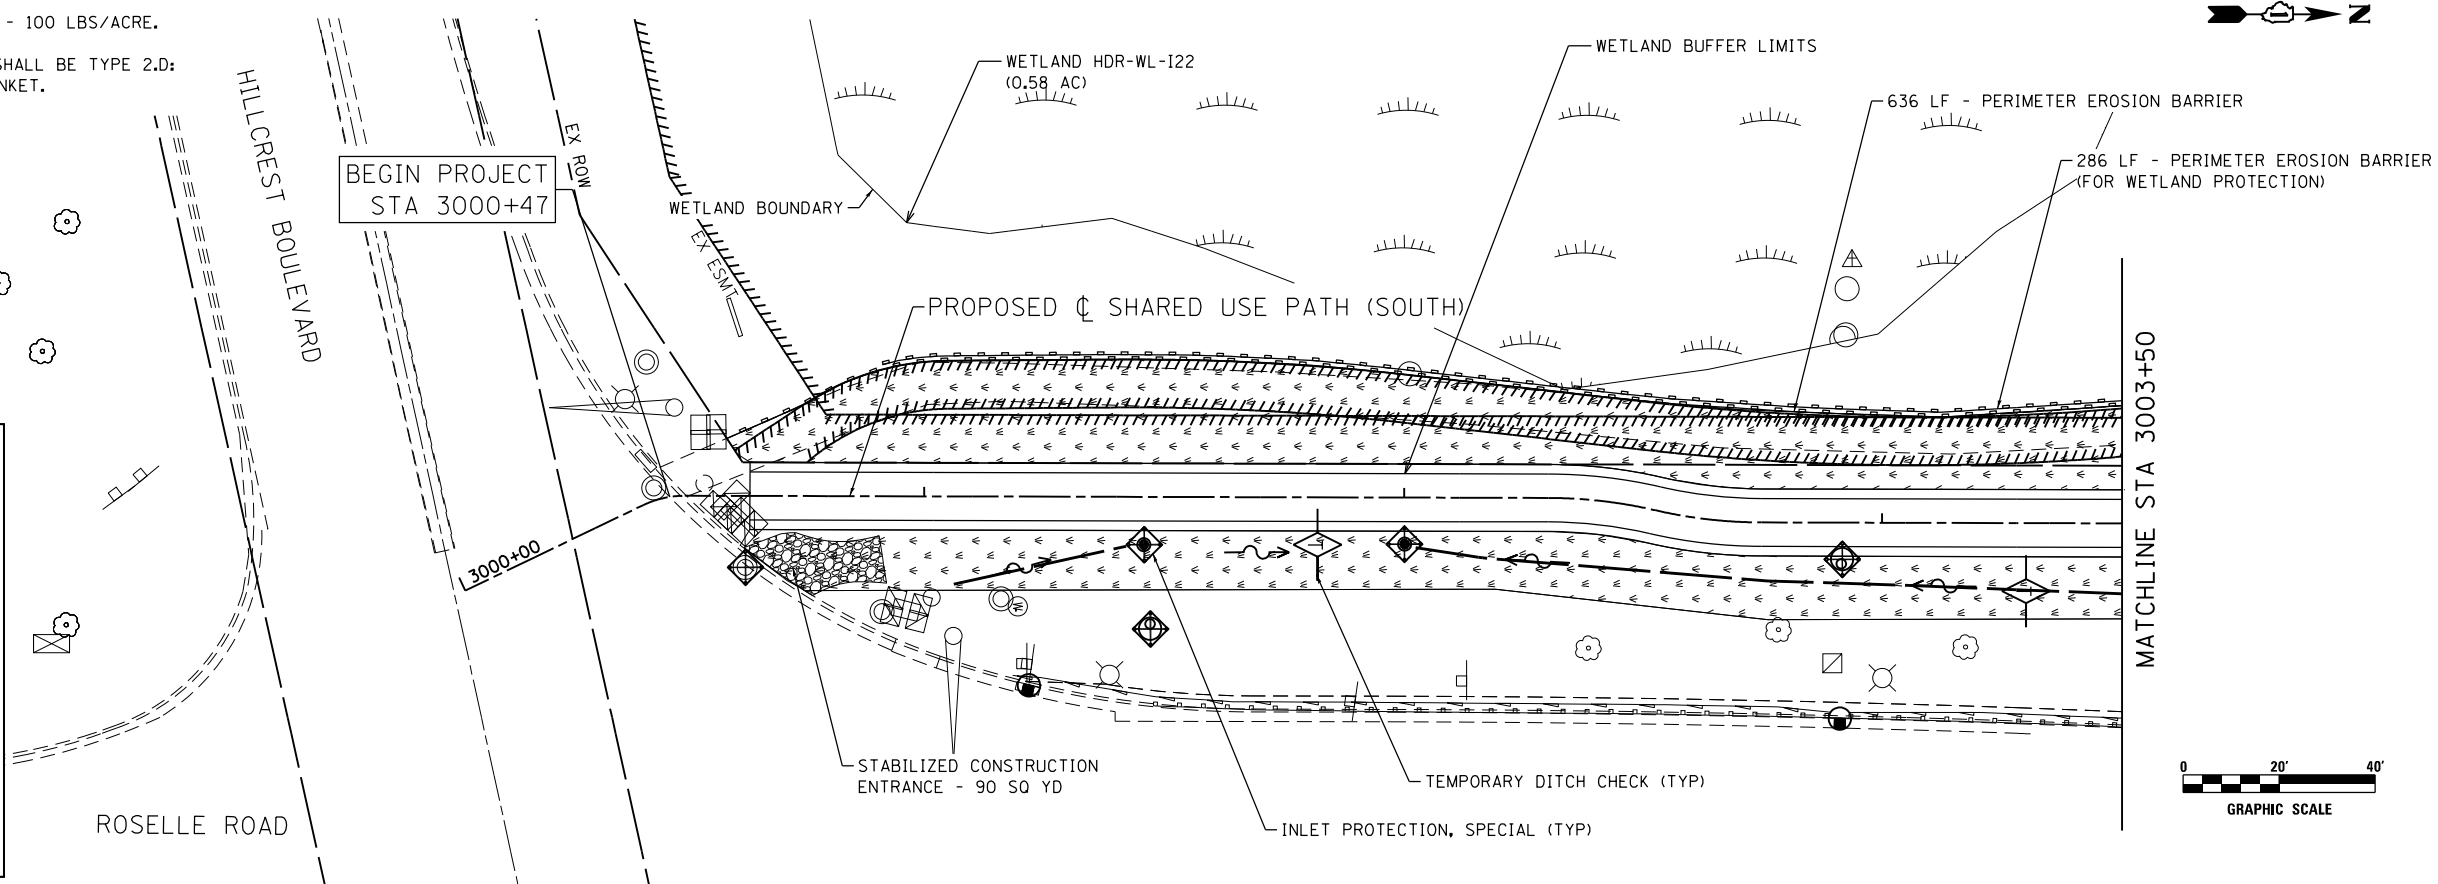 - 100 LBS/ACRE.
SHALL BE TYPE 2.D:
NKET.
HILLCREST BOULEVARD
BEGIN PROJECT
STA 3000+47
EX ROW
WETLAND BOUNDARY
EX ESMT
WETLAND HDR-WL-I22
(0.58 AC)
WETLAND BUFFER LIMITS
636 LF - PERIMETER EROSION BARRIER
286 LF - PERIMETER EROSION BARRIER
(FOR WETLAND PROTECTION)
N
PROPOSED ℄ SHARED USE PATH (SOUTH)
MATCHLINE STA 3003+50
3000+00
STABILIZED CONSTRUCTION
ENTRANCE - 90 SQ YD
TEMPORARY DITCH CHECK (TYP)
INLET PROTECTION, SPECIAL (TYP)
ROSELLE ROAD
0 20' 40'
GRAPHIC SCALE